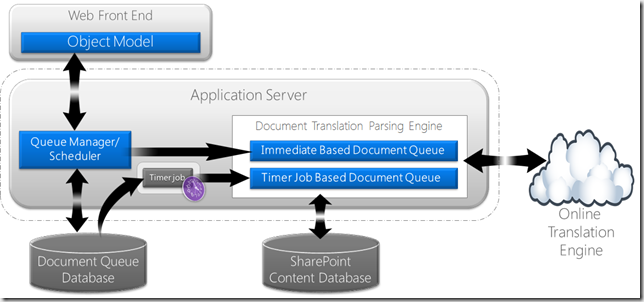 Web Front End
Object Model
Application Server
Document Translation Parsing Engine
Queue Manager/
Scheduler
Immediate Based Document Queue
Timer job
Timer Job Based Document Queue
Online
Translation
Engine
Document Queue
Database
SharePoint
Content Database